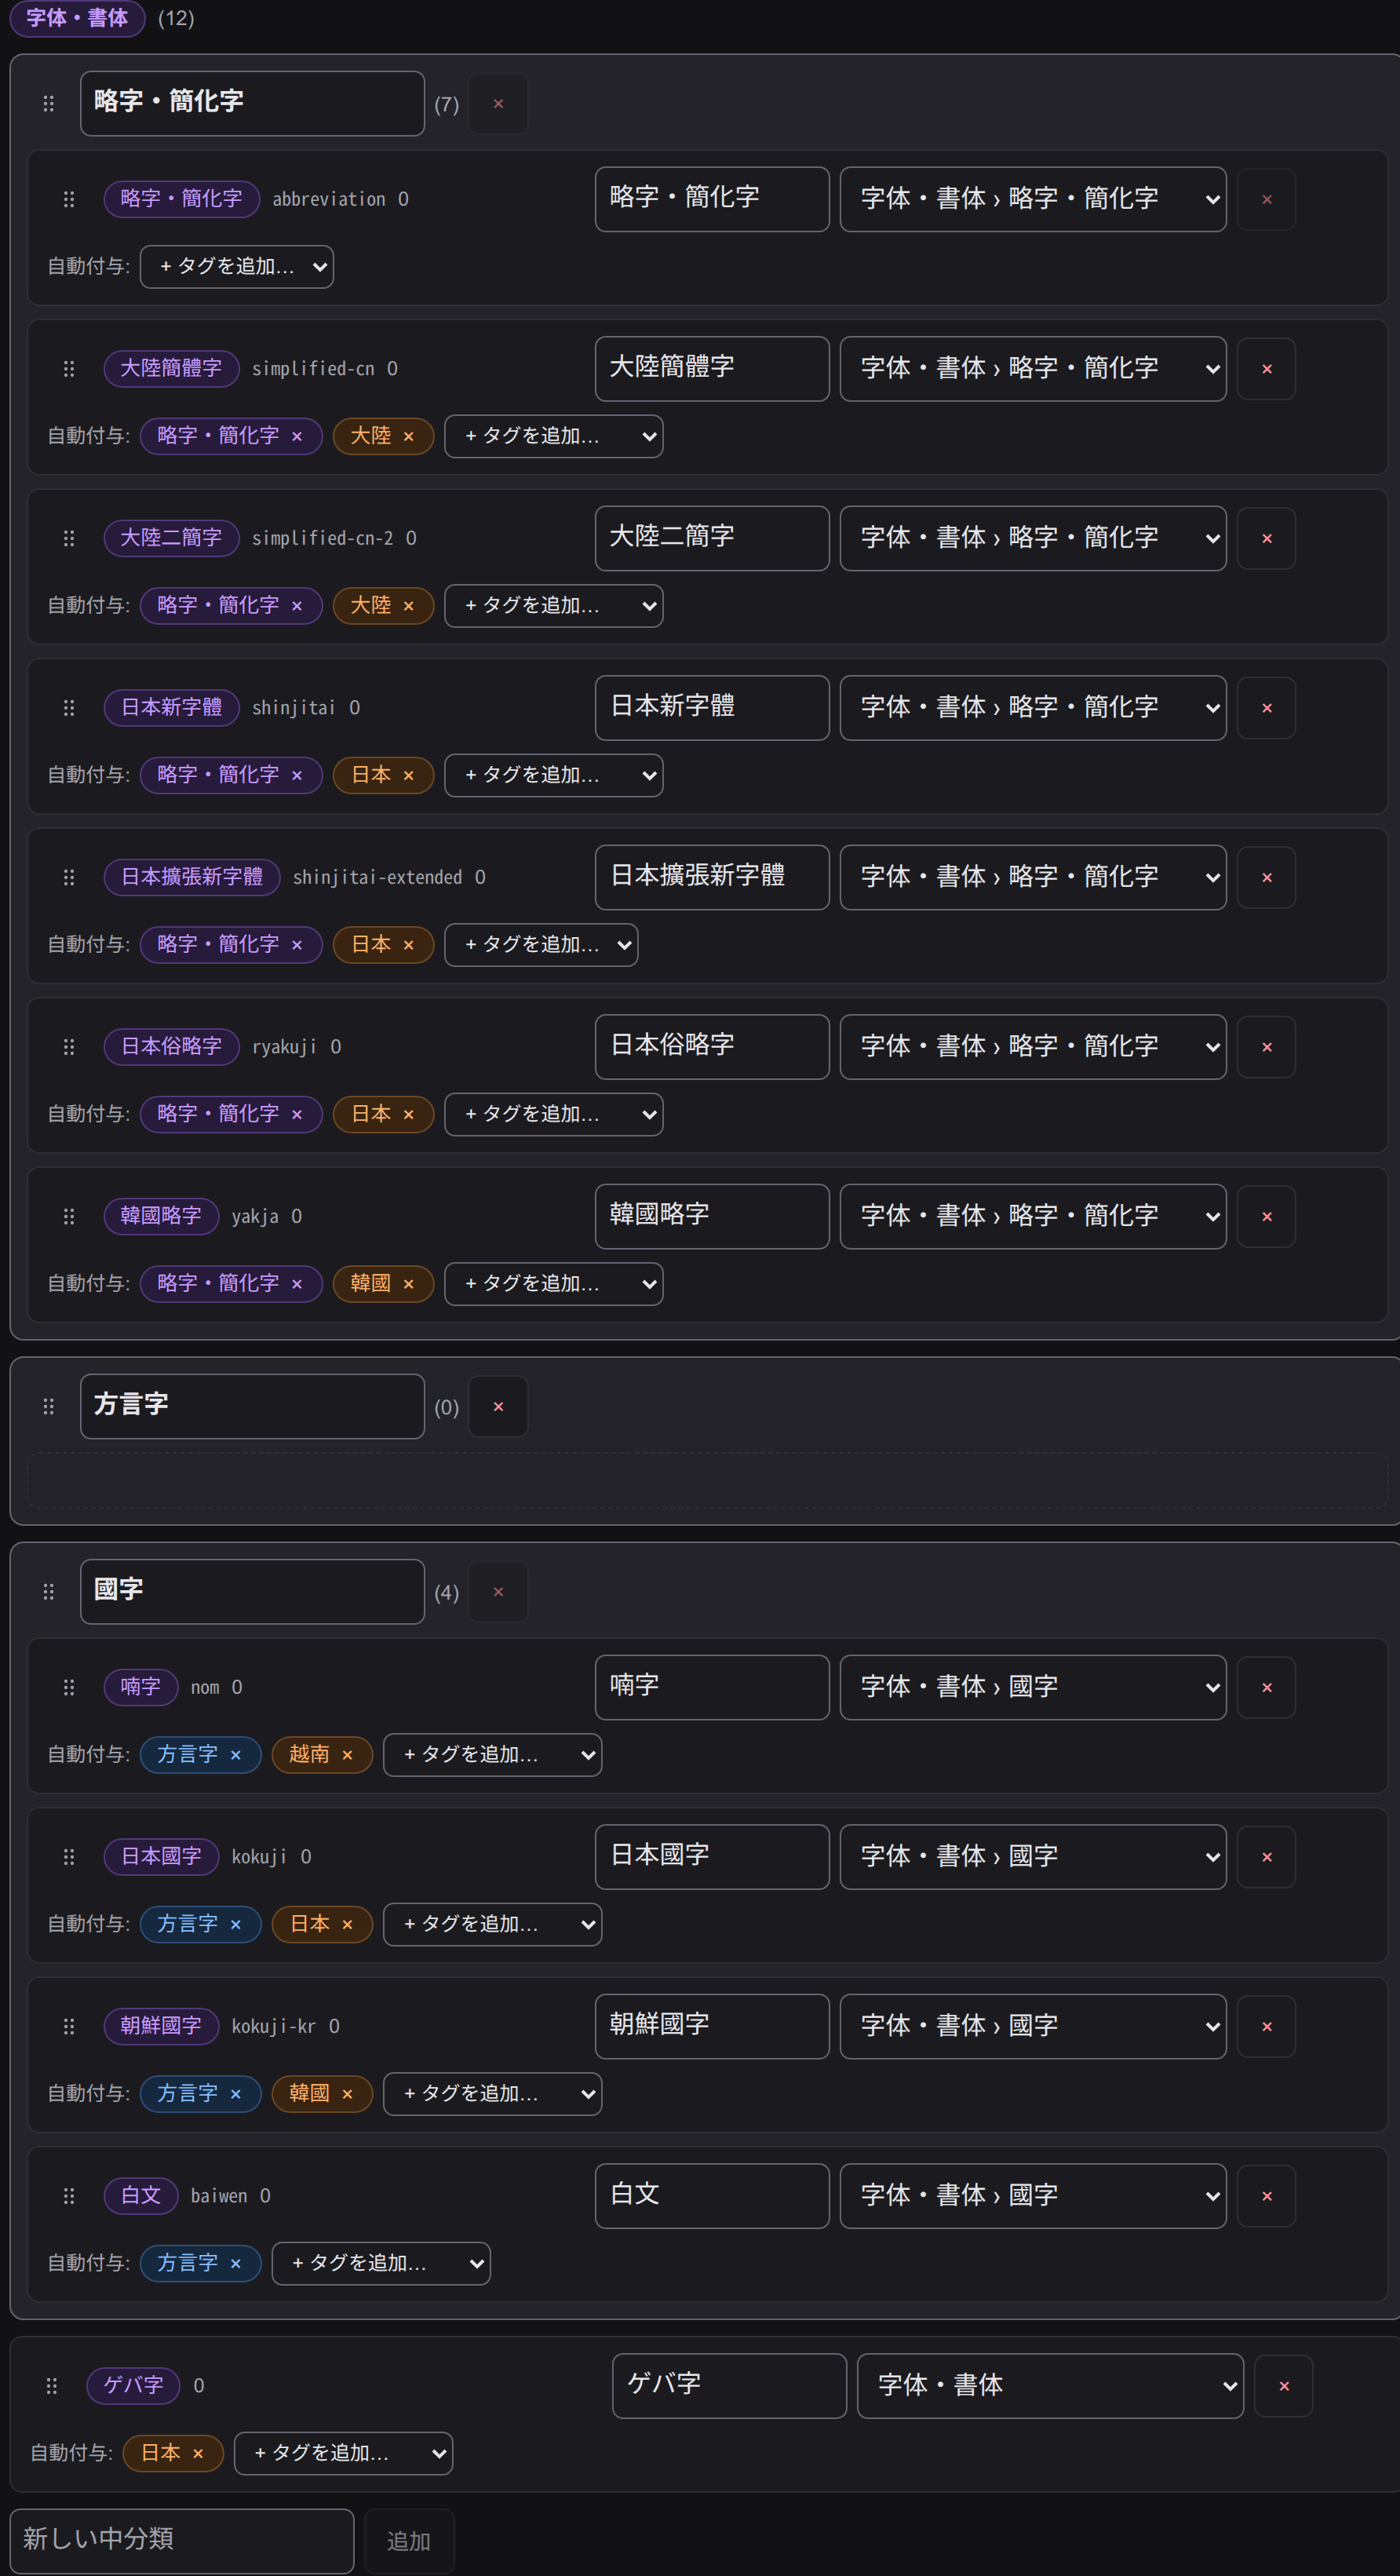 字体・書体 (12)
略字・簡化字 (7) ×
略字・簡化字 abbreviation 0 略字・簡化字 字体・書体 › 略字・簡化字 ×
自動付与: + タグを追加…
大陸簡體字 simplified-cn 0 大陸簡體字 字体・書体 › 略字・簡化字 ×
自動付与: 略字・簡化字 × 大陸 × + タグを追加…
大陸二簡字 simplified-cn-2 0 大陸二簡字 字体・書体 › 略字・簡化字 ×
自動付与: 略字・簡化字 × 大陸 × + タグを追加…
日本新字體 shinjitai 0 日本新字體 字体・書体 › 略字・簡化字 ×
自動付与: 略字・簡化字 × 日本 × + タグを追加…
日本擴張新字體 shinjitai-extended 0 日本擴張新字體 字体・書体 › 略字・簡化字 ×
自動付与: 略字・簡化字 × 日本 × + タグを追加…
日本俗略字 ryakuji 0 日本俗略字 字体・書体 › 略字・簡化字 ×
自動付与: 略字・簡化字 × 日本 × + タグを追加…
韓國略字 yakja 0 韓國略字 字体・書体 › 略字・簡化字 ×
自動付与: 略字・簡化字 × 韓國 × + タグを追加…
方言字 (0) ×
國字 (4) ×
喃字 nom 0 喃字 字体・書体 › 國字 ×
自動付与: 方言字 × 越南 × + タグを追加…
日本國字 kokuji 0 日本國字 字体・書体 › 國字 ×
自動付与: 方言字 × 日本 × + タグを追加…
朝鮮國字 kokuji-kr 0 朝鮮國字 字体・書体 › 國字 ×
自動付与: 方言字 × 韓國 × + タグを追加…
白文 baiwen 0 白文 字体・書体 › 國字 ×
自動付与: 方言字 × + タグを追加…
ゲバ字 0 ゲバ字 字体・書体 ×
自動付与: 日本 × + タグを追加…
新しい中分類 追加